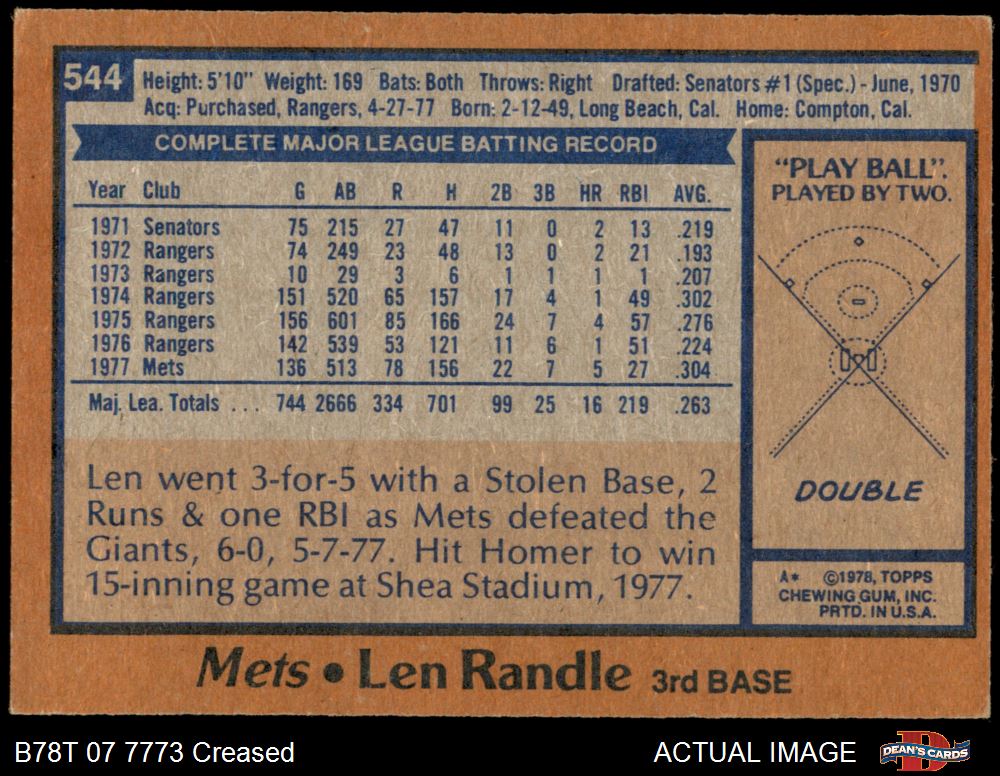 544
Height: 5'10" Weight: 169 Bats: Both Throws: Right Drafted: Senators #1 (Spec.) - June, 1970
Acq: Purchased, Rangers, 4-27-77 Born: 2-12-49, Long Beach, Cal. Home: Compton, Cal.
COMPLETE MAJOR LEAGUE BATTING RECORD
Year Club G AB R H 2B 3B HR RBI AVG.
1971 Senators 75 215 27 47 11 0 2 13 .219
1972 Rangers 74 249 23 48 13 0 2 21 .193
1973 Rangers 10 29 3 6 1 1 1 1 .207
1974 Rangers 151 520 65 157 17 4 1 49 .302
1975 Rangers 156 601 85 166 24 7 4 57 .276
1976 Rangers 142 539 53 121 11 6 1 51 .224
1977 Mets 136 513 78 156 22 7 5 27 .304
Maj. Lea. Totals . . . 744 2666 334 701 99 25 16 219 .263
Len went 3-for-5 with a Stolen Base, 2
Runs & one RBI as Mets defeated the
Giants, 6-0, 5-7-77. Hit Homer to win
15-inning game at Shea Stadium, 1977.
"PLAY BALL".
PLAYED BY TWO.
DOUBLE
A* ©1978, TOPPS
CHEWING GUM, INC.
PRTD. IN U.S.A.
Mets • Len Randle 3rd BASE
B78T 07 7773 Creased
ACTUAL IMAGE
DEAN'S CARDS